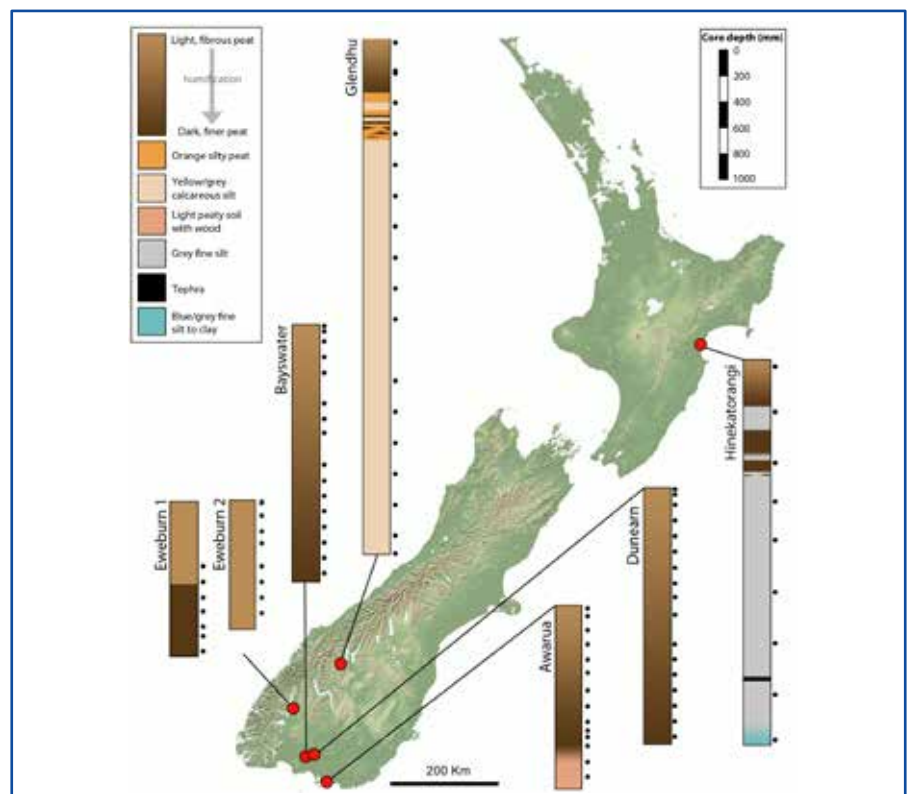 Light, fibrous peat
humification
Dark, finer peat
Orange silty peat
Yellow/grey
calcareous silt
Light peaty soil
with wood
Grey fine silt
Tephra
Blue/grey fine
silt to clay
Glendhu
Core depth (mm)
0
200
400
600
800
1000
Bayswater
Hinekatorangi
Eweburn 1
Eweburn 2
Dunearn
Awarua
200 Km